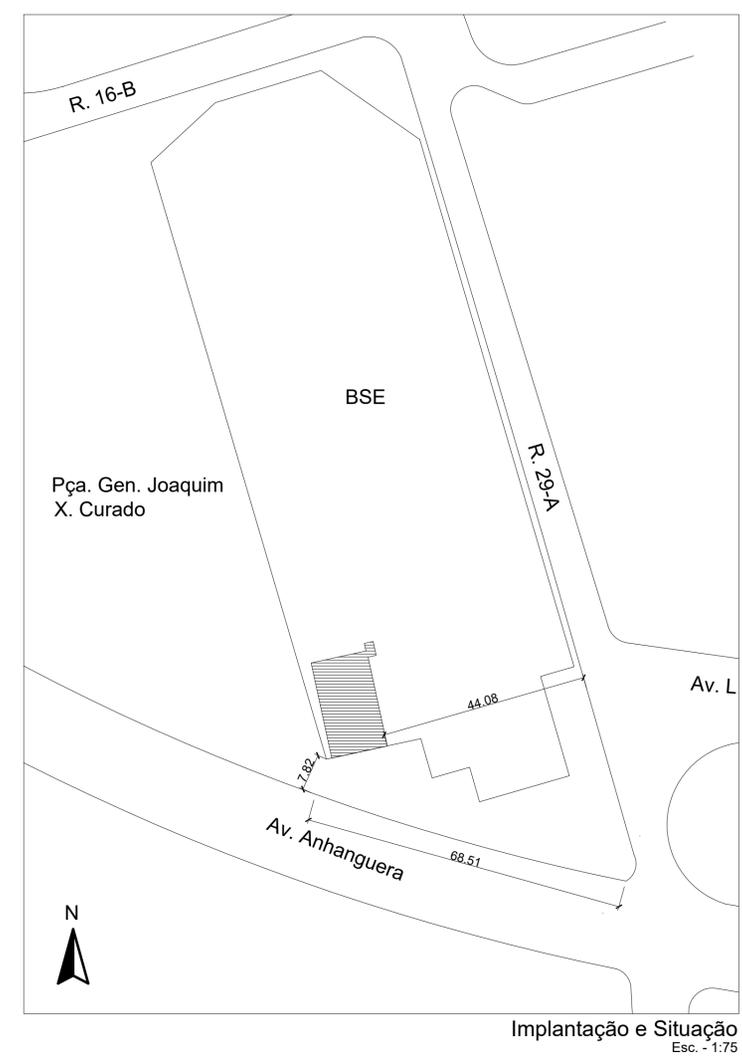 R. 16-B
BSE
R. 29-A
Pça. Gen. Joaquim
X. Curado
Av. L
44.08
7.82
Av. Anhanguera
68.51
N
Implantação e Situação
Esc. - 1:75